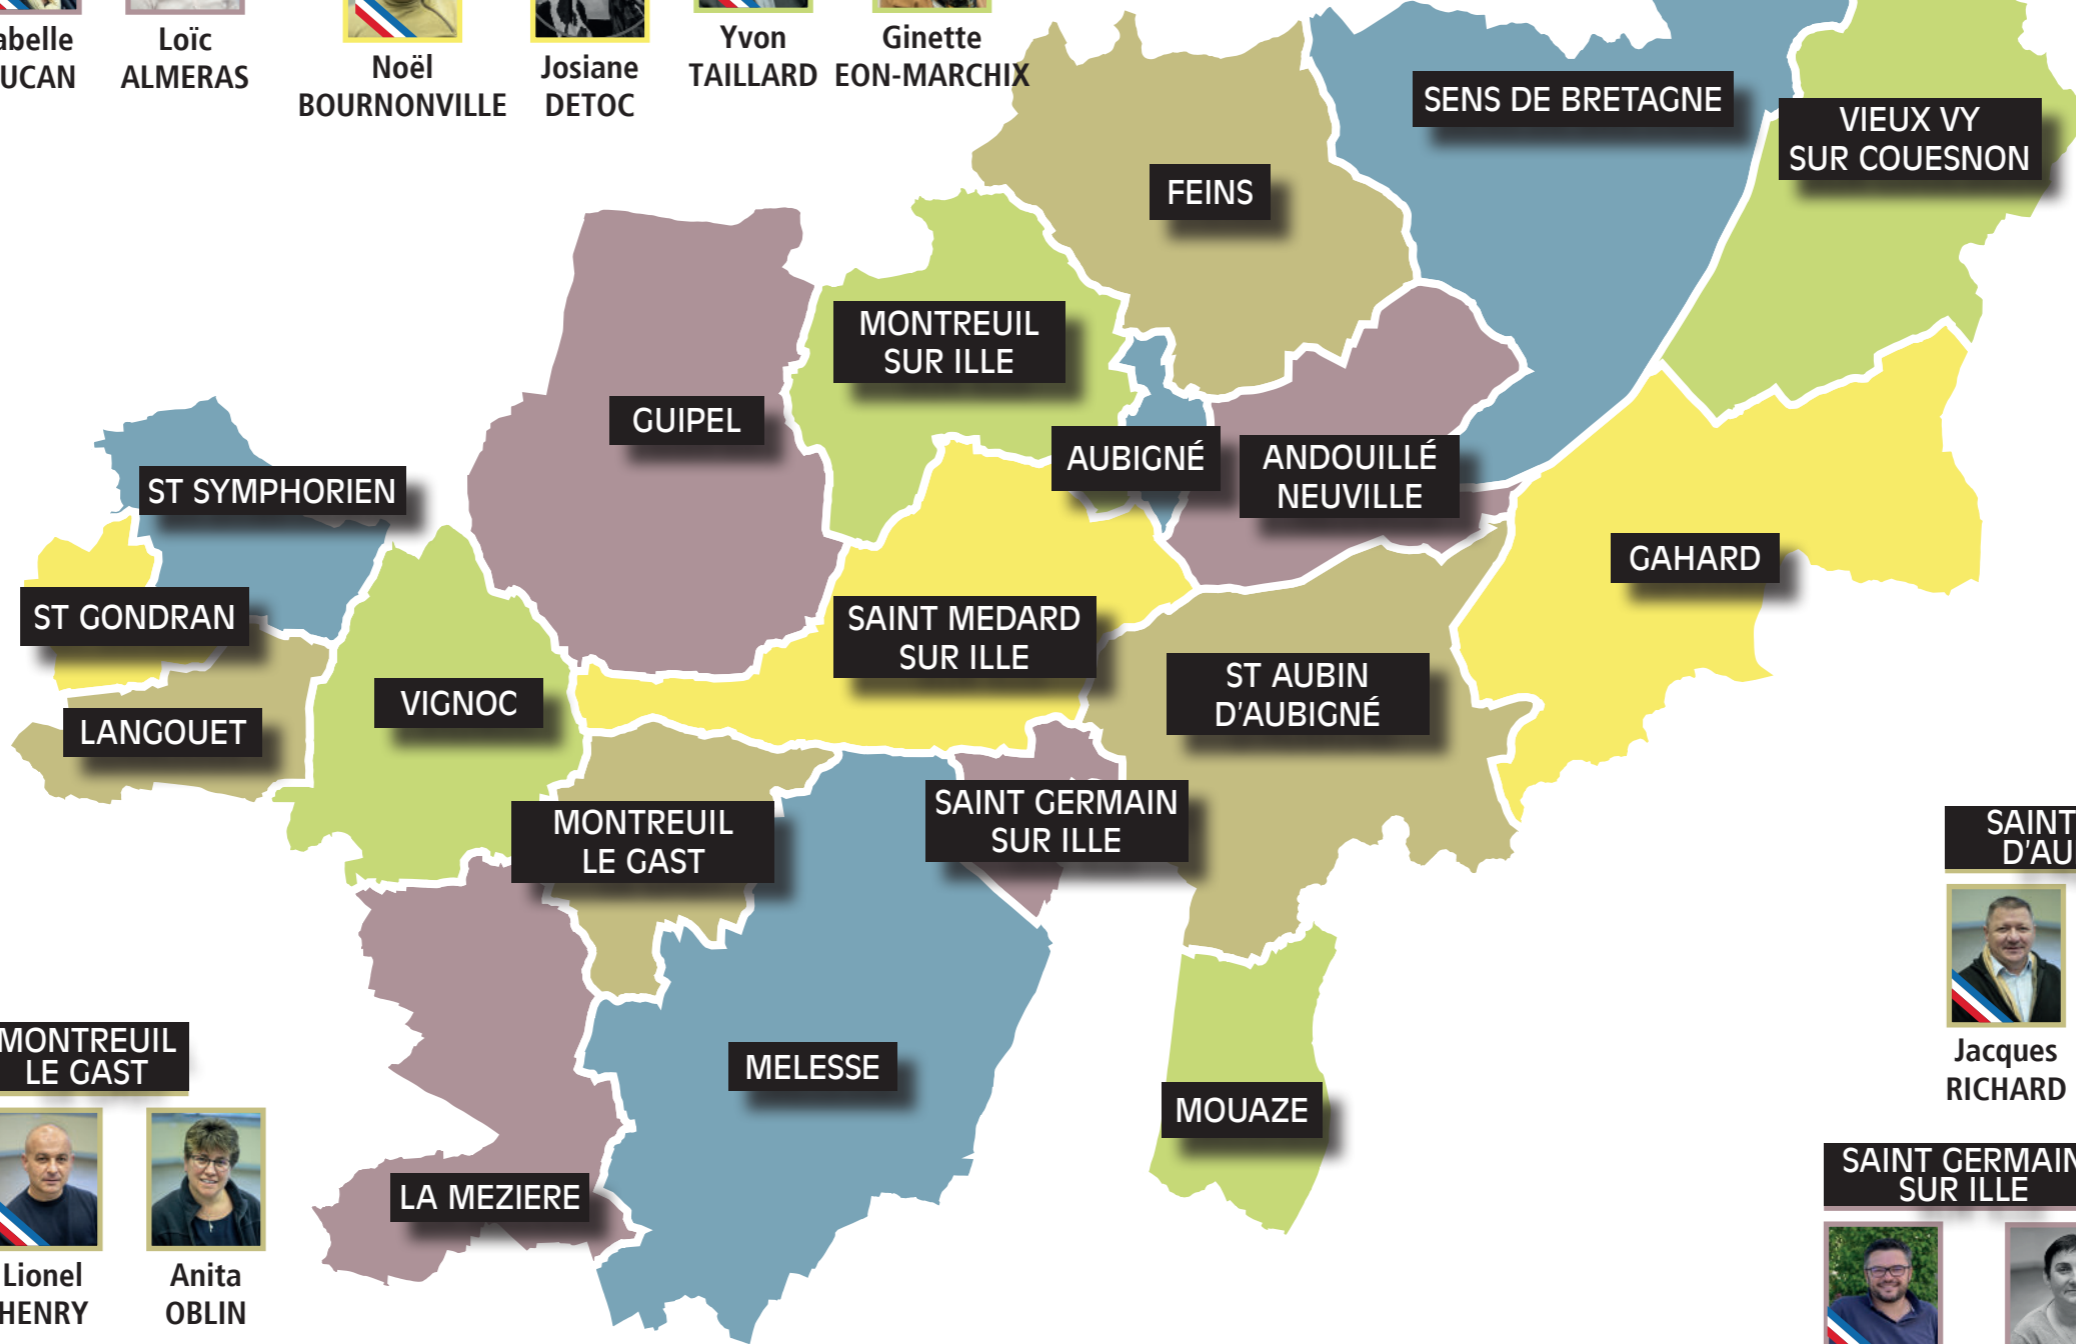 Loïc
ALMERAS
Noël
BOURNONVILLE
Josiane
DETOC
Yvon
TAILLARD
Ginette
EON-MARCHIX
SENS DE BRETAGNE
VIEUX VY
SUR COUESNON
FEINS
MONTREUIL
SUR ILLE
GUIPEL
AUBIGNÉ
ANDOUILLÉ
NEUVILLE
ST SYMPHORIEN
GAHARD
ST GONDRAN
SAINT MEDARD
SUR ILLE
ST AUBIN
D'AUBIGNÉ
VIGNOC
LANGOUET
MONTREUIL
LE GAST
SAINT GERMAIN
SUR ILLE
MELESSE
MOUAZE
LA MEZIERE
MONTREUIL
LE GAST
Lionel
HENRY
Anita
OBLIN
SAINT
D'AU
Jacques
RICHARD
SAINT GERMAIN
SUR ILLE